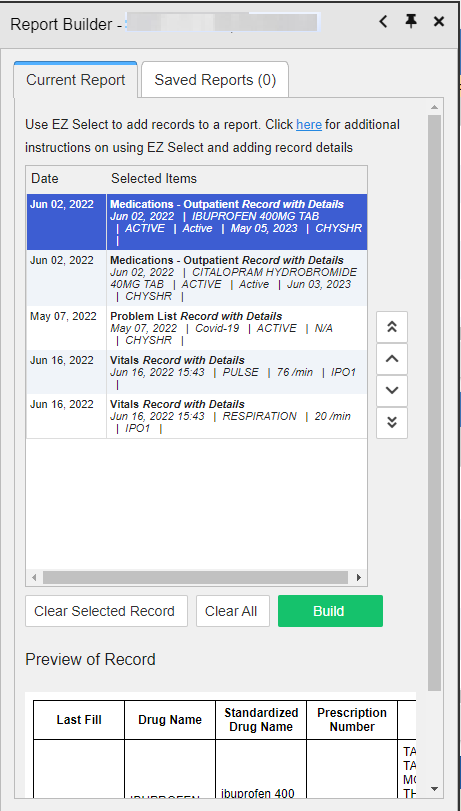 Report Builder -
Current Report
Saved Reports (0)
Use EZ Select to add records to a report. Click here for additional
instructions on using EZ Select and adding record details
Date Selected Items
Jun 02, 2022 Medications - Outpatient Record with Details
Jun 02, 2022 | IBUPROFEN 400MG TAB
| ACTIVE | Active | May 05, 2023 | CHYSHR
|
Jun 02, 2022 Medications - Outpatient Record with Details
Jun 02, 2022 | CITALOPRAM HYDROBROMIDE
40MG TAB | ACTIVE | Active | Jun 03, 2023
| CHYSHR |
May 07, 2022 Problem List Record with Details
May 07, 2022 | Covid-19 | ACTIVE | N/A
| CHYSHR |
Jun 16, 2022 Vitals Record with Details
Jun 16, 2022 15:43 | PULSE | 76 /min | IPO1
|
Jun 16, 2022 Vitals Record with Details
Jun 16, 2022 15:43 | RESPIRATION | 20 /min
| IPO1 |
Clear Selected Record
Clear All
Build
Preview of Record
Last Fill
Drug Name
Standardized
Drug Name
Prescription
Number
TA
TA
MO
TH
IBUPROFEN
ibuprofen 400